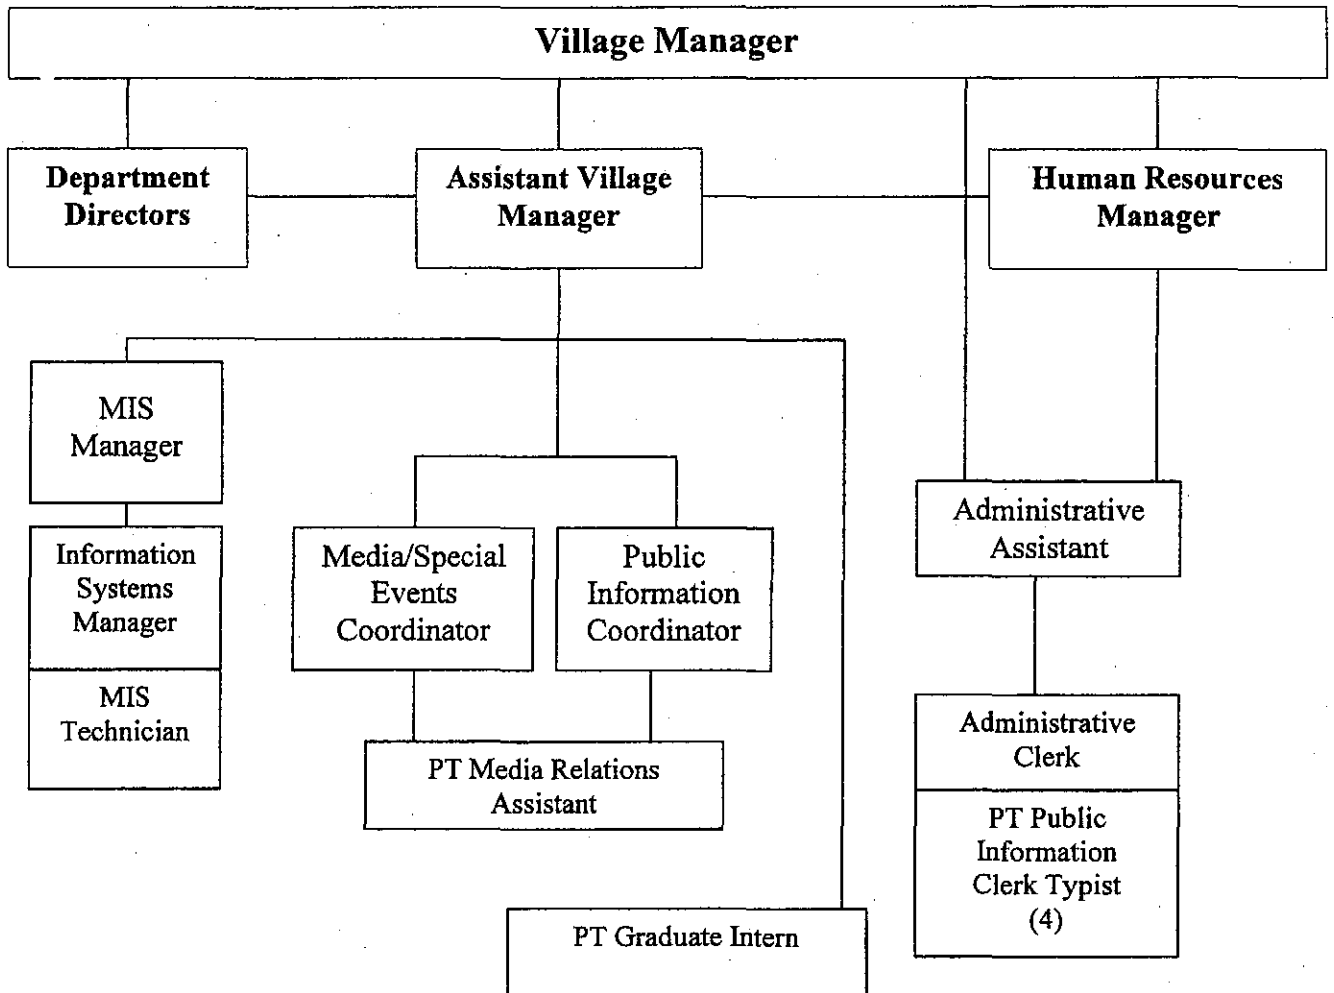 Village Manager
Department
Directors
Assistant Village
Manager
Human Resources
Manager
MIS
Manager
Information
Systems
Manager
MIS
Technician
Media/Special
Events
Coordinator
Public
Information
Coordinator
PT Media Relations
Assistant
PT Graduate Intern
Administrative
Assistant
Administrative
Clerk
PT Public
Information
Clerk Typist
(4)